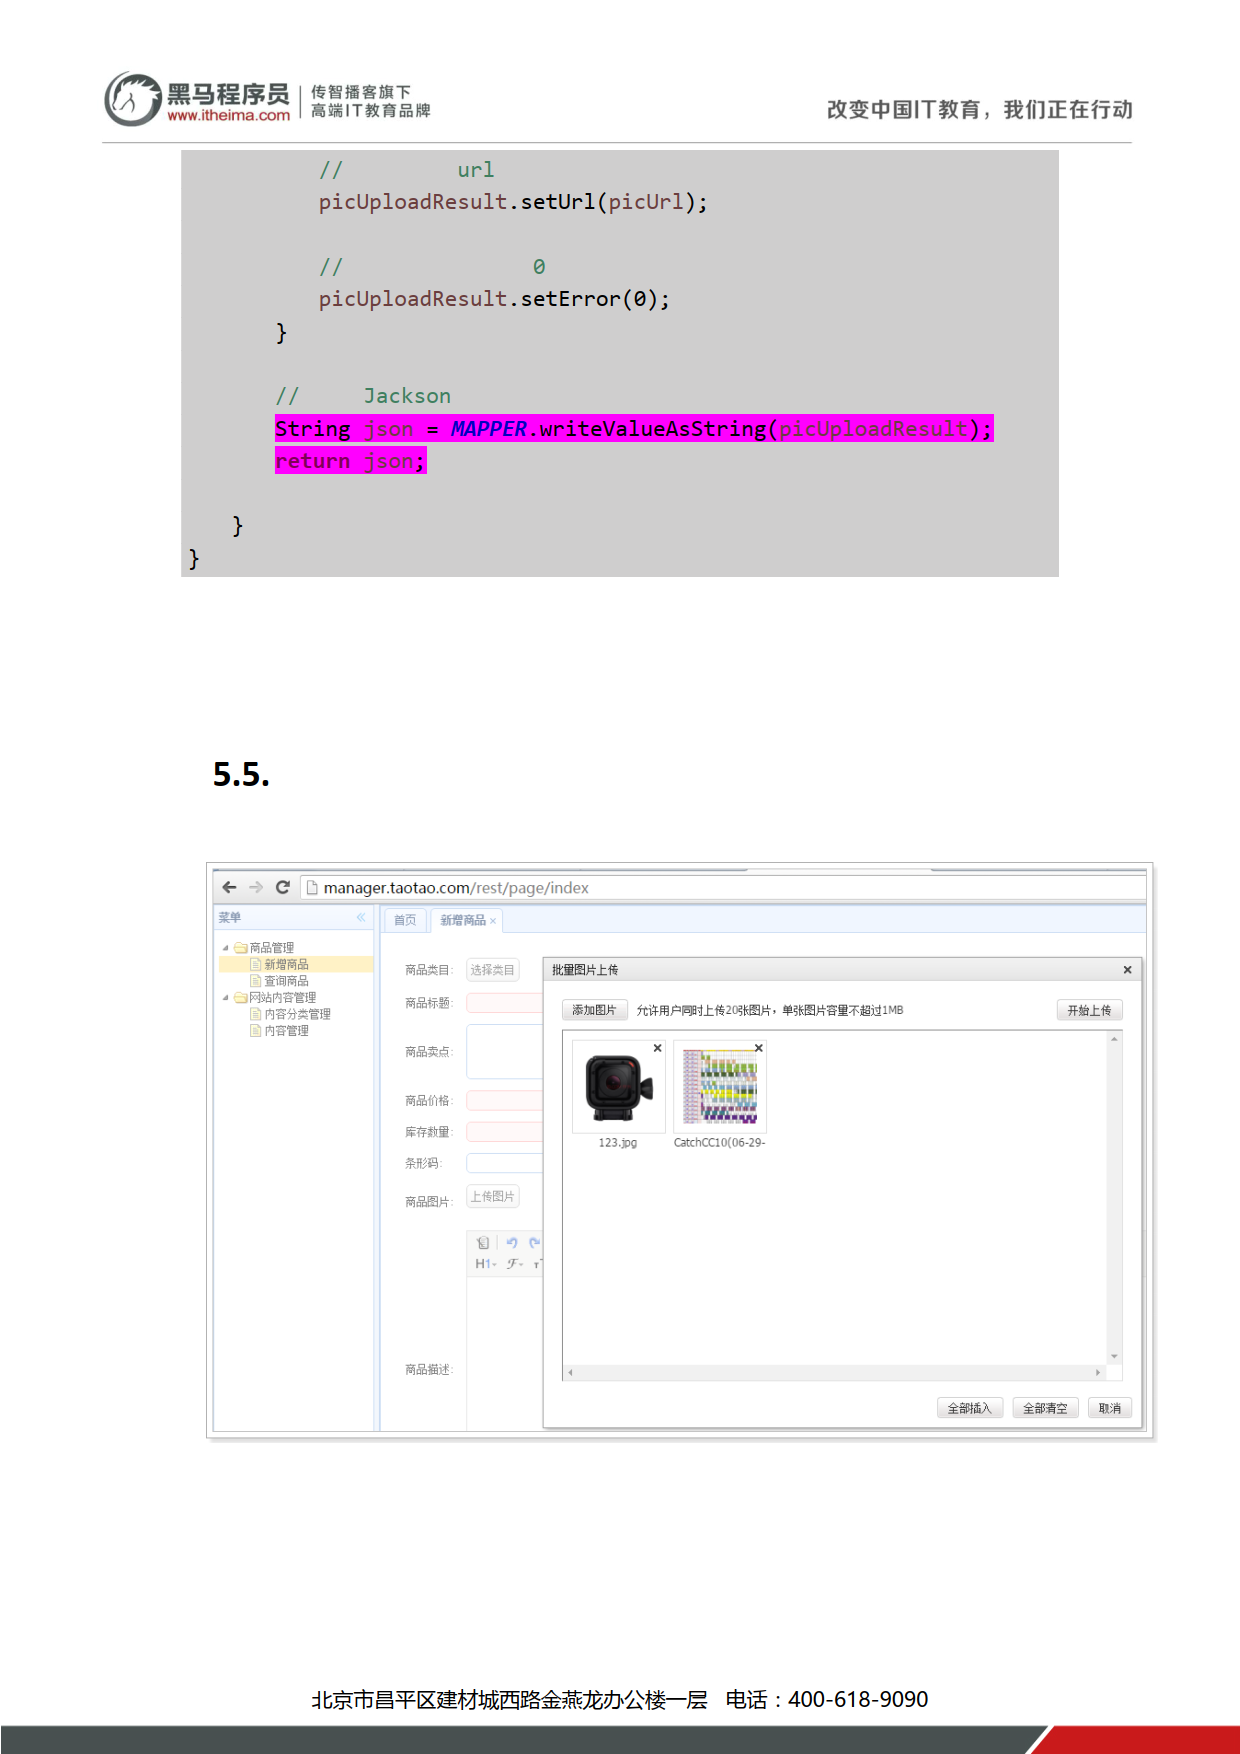 黑马程序员
www.itheima.com
传智播客旗下
高端IT教育品牌
改变中国IT教育，我们正在行动
// url
picUploadResult.setUrl(picUrl);
// 0
picUploadResult.setError(0);
}
// Jackson
String json = MAPPER.writeValueAsString(picUploadResult);
return json;
}
}
5.5.
manager.taotao.com/rest/page/index
菜单
首页
新增商品
商品管理
新增商品
查询商品
网站内容管理
内容分类管理
内容管理
商品类目:
选择类目
商品标题:
商品卖点:
商品价格:
库存数量:
条形码:
商品图片:
上传图片
H1
商品描述:
批量图片上传
添加图片
允许用户同时上传20张图片，单张图片容量不超过1MB
开始上传
123.jpg
CatchCC10(06-29-
全部插入
全部清空
取消
北京市昌平区建材城西路金燕龙办公楼一层 电话：400-618-9090